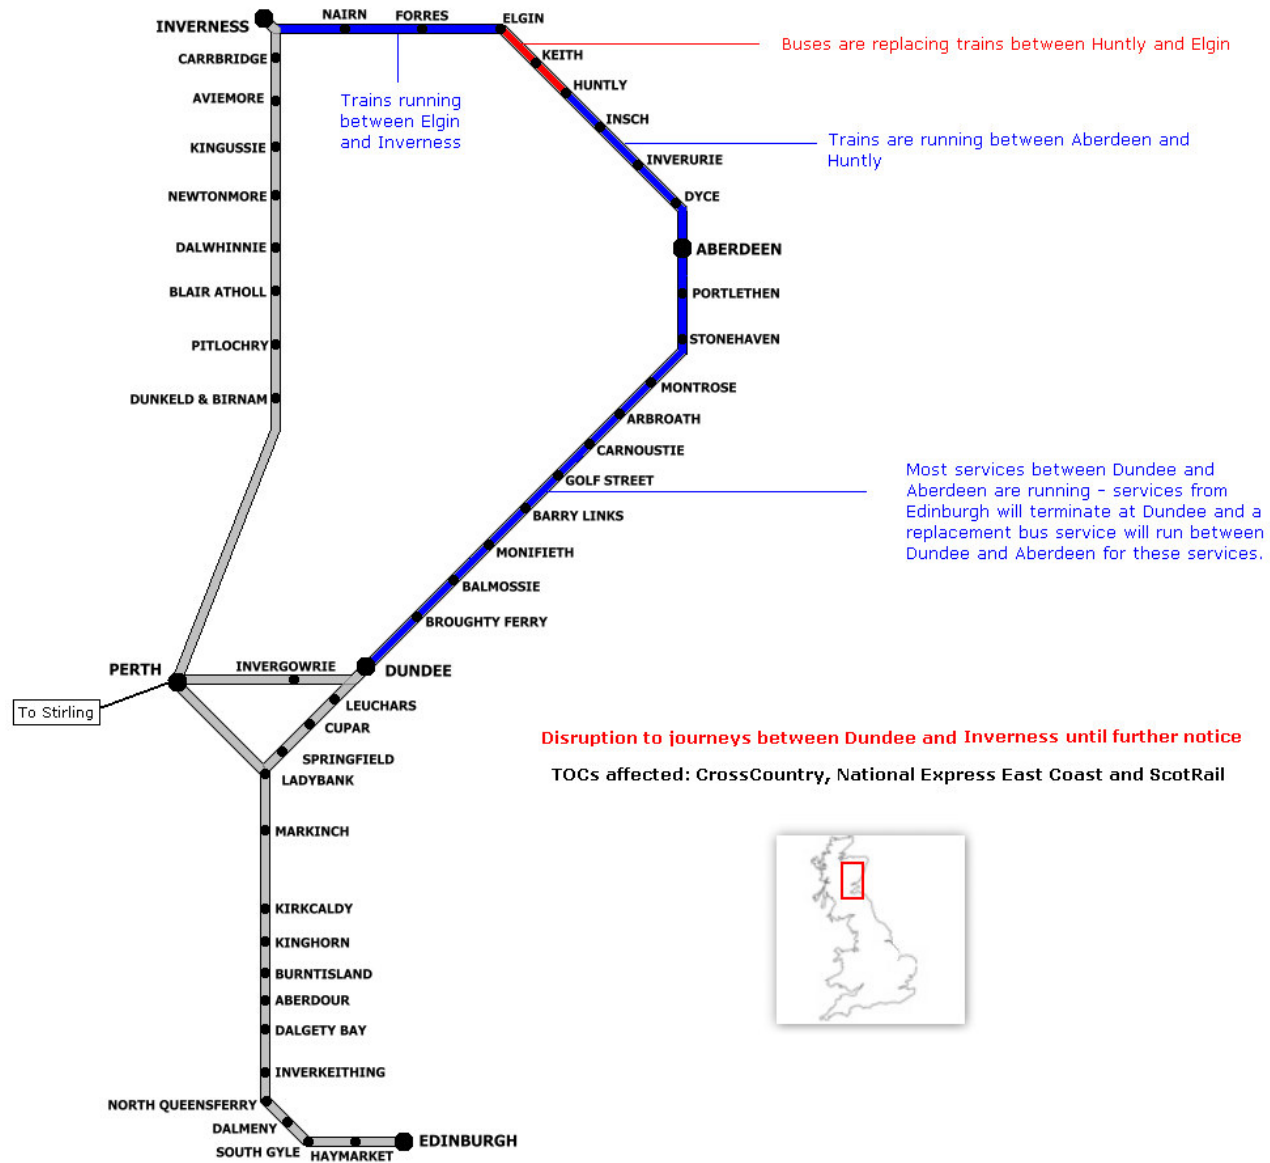 INVERNESS
NAIRN
FORRES
ELGIN
KEITH
HUNTLY
INSCH
INVERURIE
DYCE
ABERDEEN
PORTLETHEN
STONEHAVEN
MONTROSE
ARBROATH
CARNOUSTIE
GOLF STREET
BARRY LINKS
MONIFIETH
BALMOSSIE
BROUGHTY FERRY
DUNDEE
CARRBRIDGE
AVIEMORE
KINGUSSIE
NEWTONMORE
DALWHINNIE
BLAIR ATHOLL
PITLOCHRY
DUNKELD & BIRNAM
PERTH
INVERGOWRIE
To Stirling
LEUCHARS
CUPAR
SPRINGFIELD
LADYBANK
MARKINCH
KIRKCALDY
KINGHORN
BURNTISLAND
ABERDOUR
DALGETY BAY
INVERKEITHING
NORTH QUEENSFERRY
DALMENY
SOUTH GYLE
HAYMARKET
EDINBURGH
Buses are replacing trains between Huntly and Elgin
Trains running
between Elgin
and Inverness
Trains are running between Aberdeen and
Huntly
Most services between Dundee and
Aberdeen are running - services from
Edinburgh will terminate at Dundee and a
replacement bus service will run between
Dundee and Aberdeen for these services.
Disruption to journeys between Dundee and Inverness until further notice
TOCs affected: CrossCountry, National Express East Coast and ScotRail